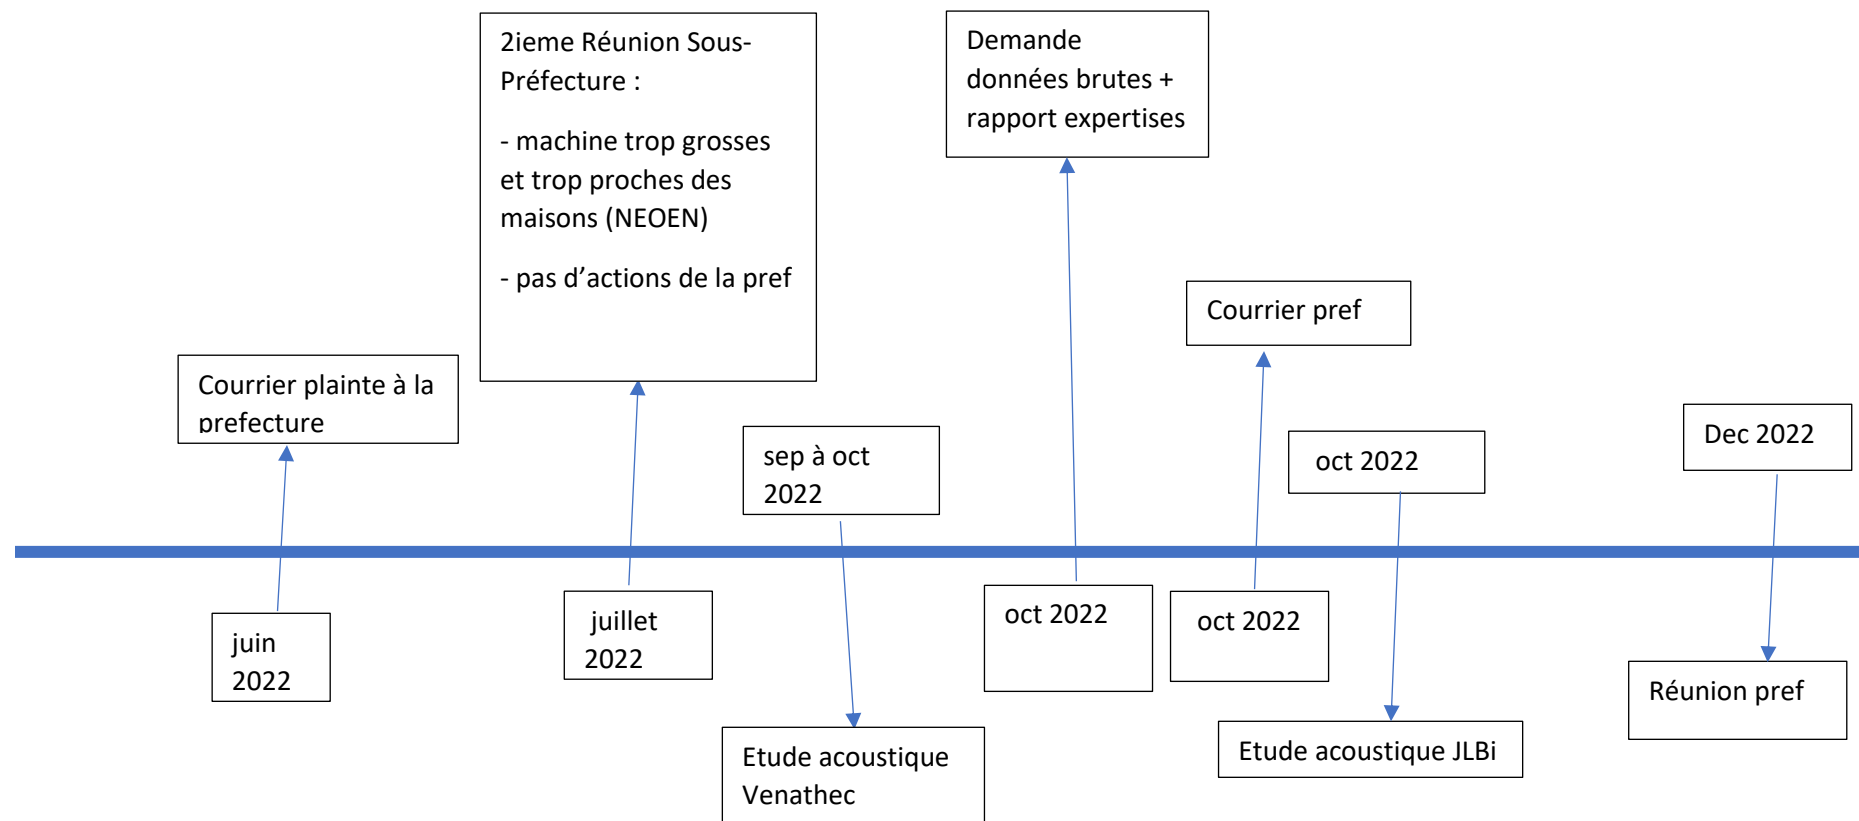 2ieme Réunion Sous-
Préfecture :
- machine trop grosses
et trop proches des
maisons (NEOEN)
- pas d’actions de la pref
Demande
données brutes +
rapport expertises
Courrier pref
Courrier plainte à la
prefecture
sep à oct
2022
oct 2022
Dec 2022
juin
2022
juillet
2022
oct 2022
oct 2022
Réunion pref
Etude acoustique
Venathec
Etude acoustique JLBi